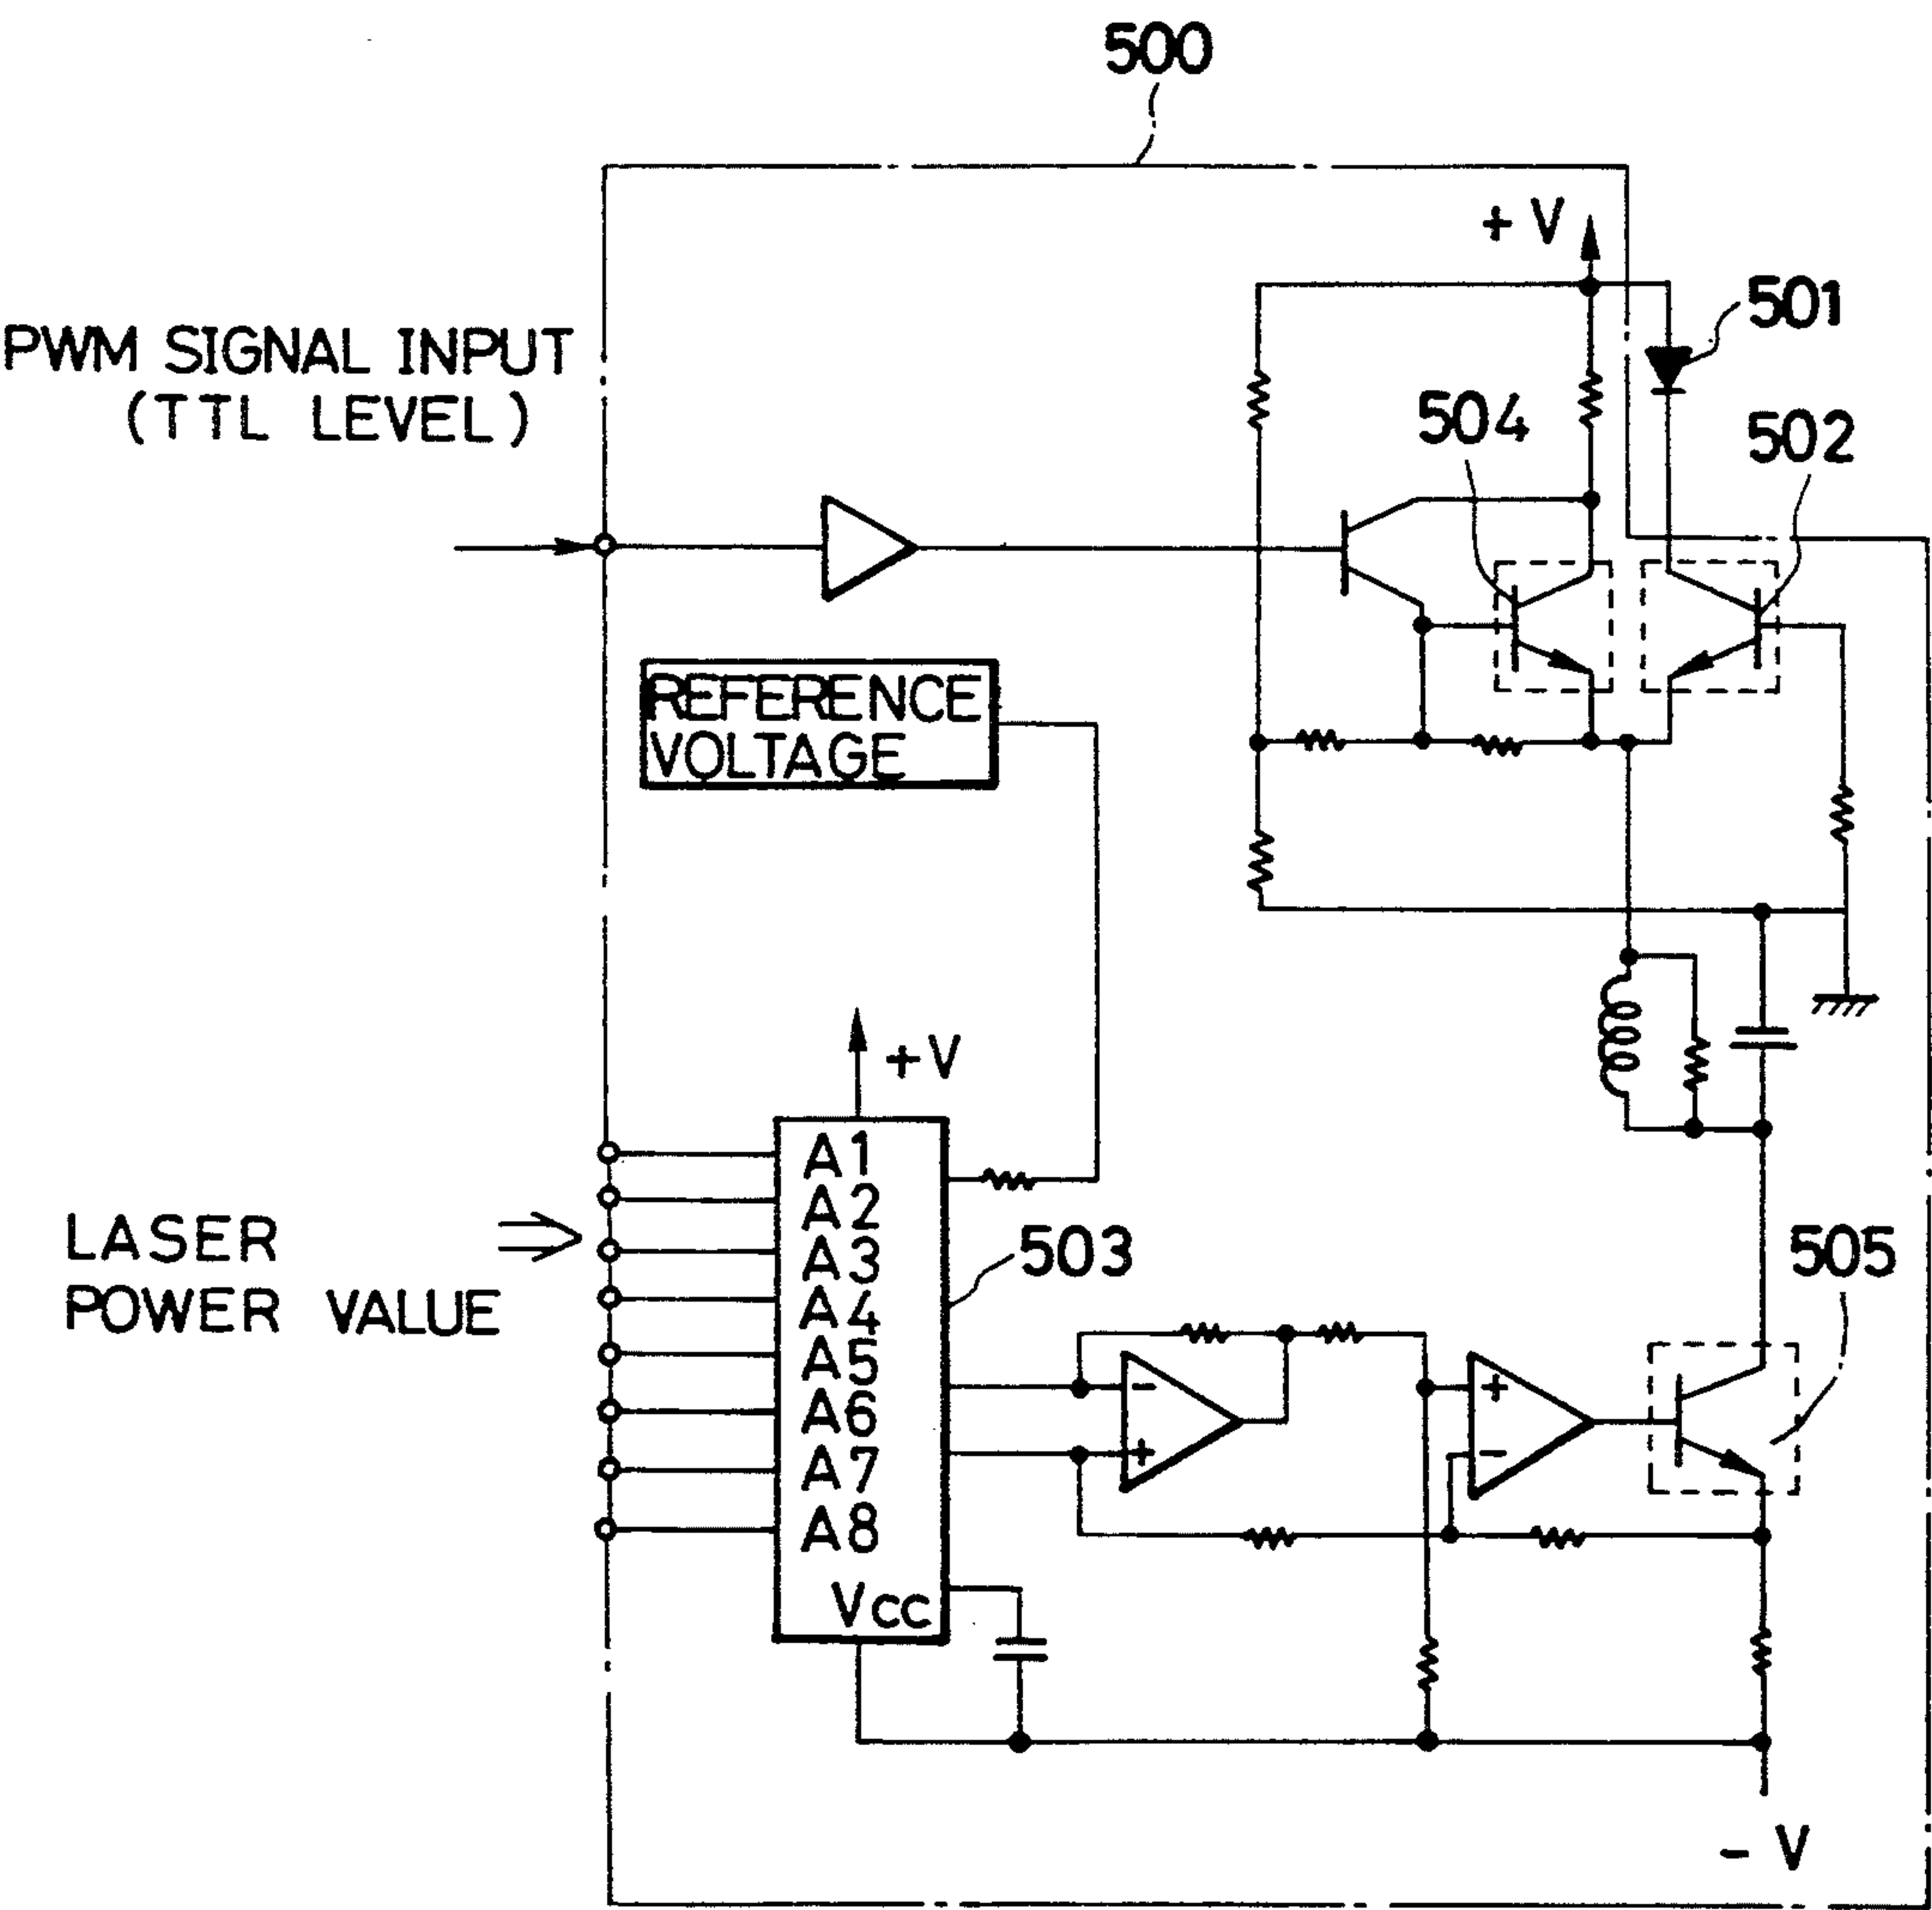 500
+V
501
PWM SIGNAL INPUT
(TTL LEVEL)
504
502
REFERENCE
VOLTAGE
+V
A1
A2
A3
A4
A5
A6
A7
A8
VCC
LASER
POWER VALUE
503
505
-
+
+
-
- V